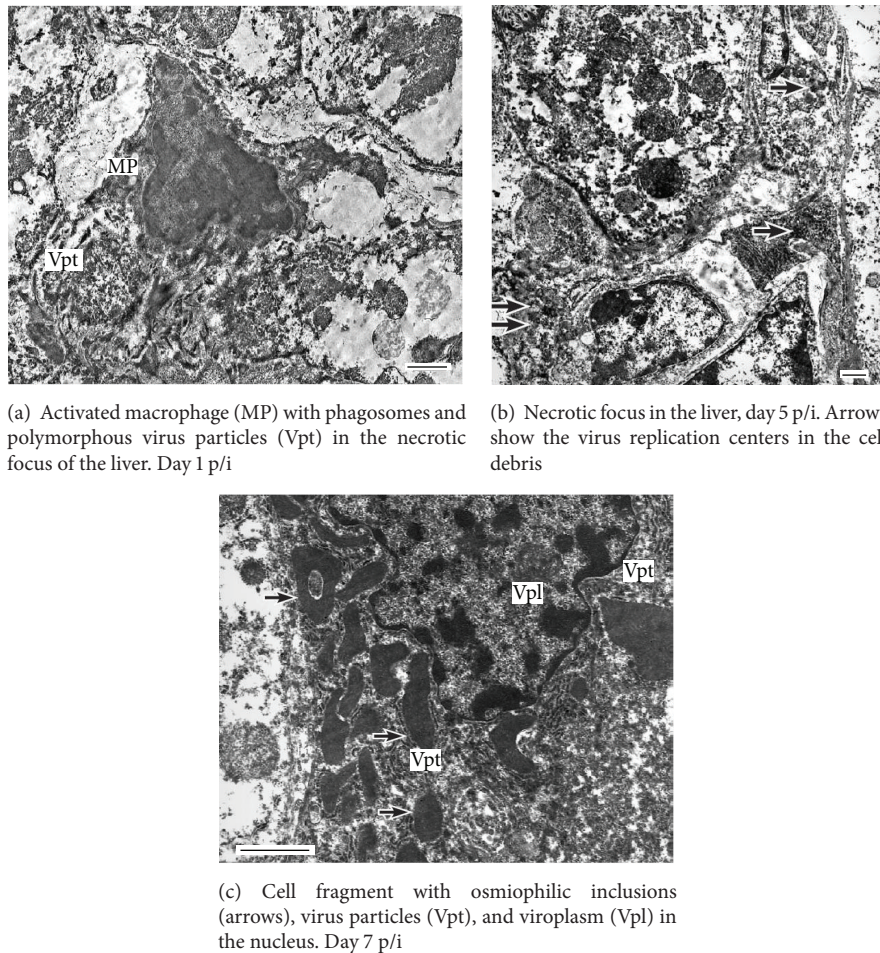 MP
Vpt
(a) Activated macrophage (MP) with phagosomes and
polymorphous virus particles (Vpt) in the necrotic
focus of the liver. Day 1 p/i
(b) Necrotic focus in the liver, day 5 p/i. Arrow
show the virus replication centers in the cel
debris
Vpt
Vpl
Vpt
(c) Cell fragment with osmiophilic inclusions
(arrows), virus particles (Vpt), and viroplasm (Vpl) in
the nucleus. Day 7 p/i